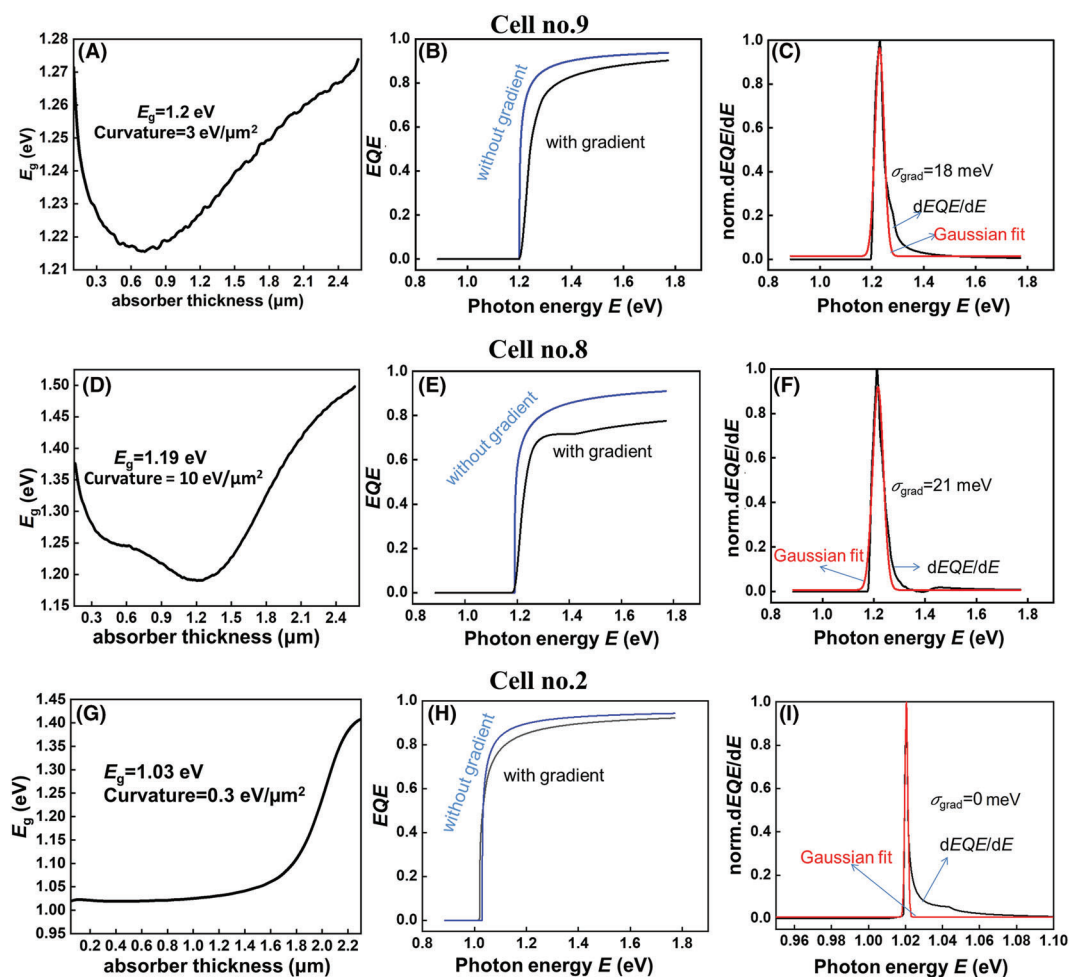 Cell no.9
(A)
1.28
1.27
1.26
1.25
1.24
1.23
1.22
1.21
Eg (eV)
Eg=1.2 eV
Curvature=3 eV/μm²
0.3 0.6 0.9 1.2 1.5 1.8 2.1 2.4
absorber thickness (μm)
(B)
1.0
0.8
0.6
0.4
0.2
0.0
EQE
without gradient
with gradient
0.8 1.0 1.2 1.4 1.6 1.8
Photon energy E (eV)
(C)
1.0
0.8
0.6
0.4
0.2
0.0
norm.dEQE/dE
σgrad=18 meV
dEQE/dE
Gaussian fit
0.8 1.0 1.2 1.4 1.6 1.8
Photon energy E (eV)
Cell no.8
(D)
1.50
1.45
1.40
1.35
1.30
1.25
1.20
1.15
Eg (eV)
Eg=1.19 eV
Curvature = 10 eV/μm²
0.3 0.6 0.9 1.2 1.5 1.8 2.1 2.4
absorber thickness (μm)
(E)
1.0
0.8
0.6
0.4
0.2
0.0
EQE
without gradient
with gradient
0.8 1.0 1.2 1.4 1.6 1.8
Photon energy E (eV)
(F)
1.0
0.8
0.6
0.4
0.2
0.0
norm.dEQE/dE
σgrad=21 meV
Gaussian fit
dEQE/dE
0.8 1.0 1.2 1.4 1.6 1.8
Photon energy E (eV)
Cell no.2
(G)
1.45
1.40
1.35
1.30
1.25
1.20
1.15
1.10
1.05
1.00
0.95
Eg (eV)
Eg=1.03 eV
Curvature=0.3 eV/μm²
0.2 0.5 0.8 1.1 1.4 1.7 2.0 2.2
absorber thickness (μm)
(H)
1.0
0.8
0.6
0.4
0.2
0.0
EQE
without gradient
with gradient
0.8 1.0 1.2 1.4 1.6 1.8
Photon energy E (eV)
(I)
1.0
0.8
0.6
0.4
0.2
0.0
norm.dEQE/dE
σgrad=0 meV
Gaussian fit
dEQE/dE
0.96 0.98 1.00 1.02 1.04 1.06 1.08 1.10
Photon energy E (eV)